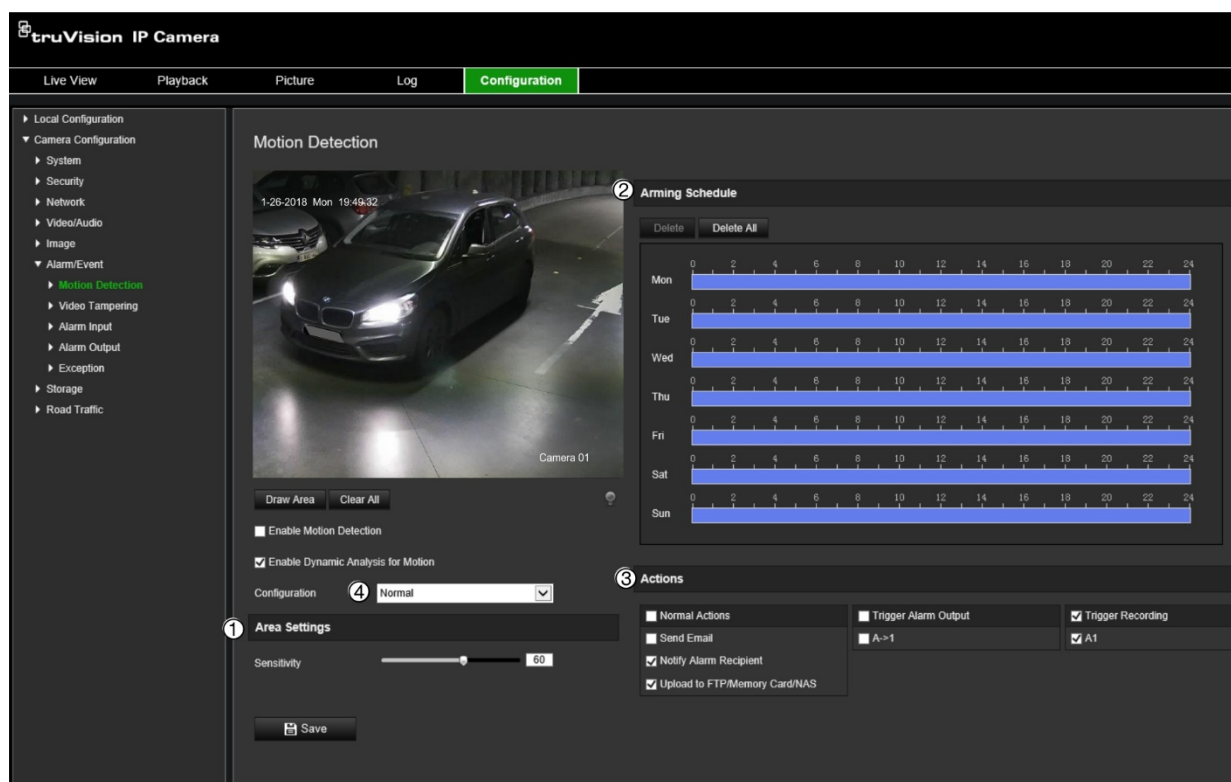 truVision IP Camera
Live View Playback Picture Log Configuration
Local Configuration
Camera Configuration
System
Security
Network
Video/Audio
Image
Alarm/Event
Motion Detection
Video Tampering
Alarm Input
Alarm Output
Exception
Storage
Road Traffic
Motion Detection
1-26-2018 Mon 19:49:32
Camera 01
Draw Area Clear All
Enable Motion Detection
Enable Dynamic Analysis for Motion
Configuration 4 Normal
1 Area Settings
Sensitivity 60
Save
2 Arming Schedule
Delete Delete All
0 2 4 6 8 10 12 14 16 18 20 22 24
Mon
0 2 4 6 8 10 12 14 16 18 20 22 24
Tue
0 2 4 6 8 10 12 14 16 18 20 22 24
Wed
0 2 4 6 8 10 12 14 16 18 20 22 24
Thu
0 2 4 6 8 10 12 14 16 18 20 22 24
Fri
0 2 4 6 8 10 12 14 16 18 20 22 24
Sat
0 2 4 6 8 10 12 14 16 18 20 22 24
Sun
3 Actions
Normal Actions Trigger Alarm Output Trigger Recording
Send Email A->1 A1
Notify Alarm Recipient
Upload to FTP/Memory Card/NAS